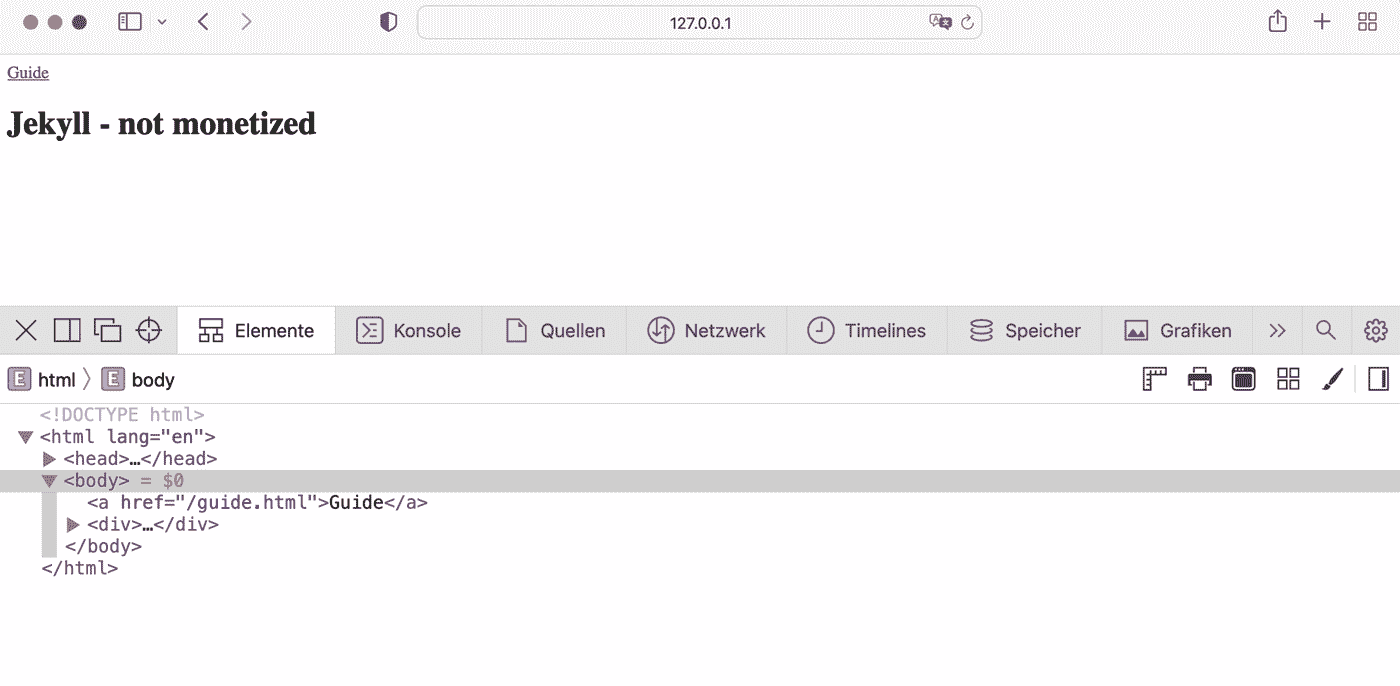 127.0.0.1
Guide
Jekyll - not monetized
Elemente Konsole Quellen Netzwerk Timelines Speicher Grafiken
E html E body
<!DOCTYPE html>
<html lang="en">
<head>…</head>
<body> = $0
<a href="/guide.html">Guide</a>
<div>…</div>
</body>
</html>